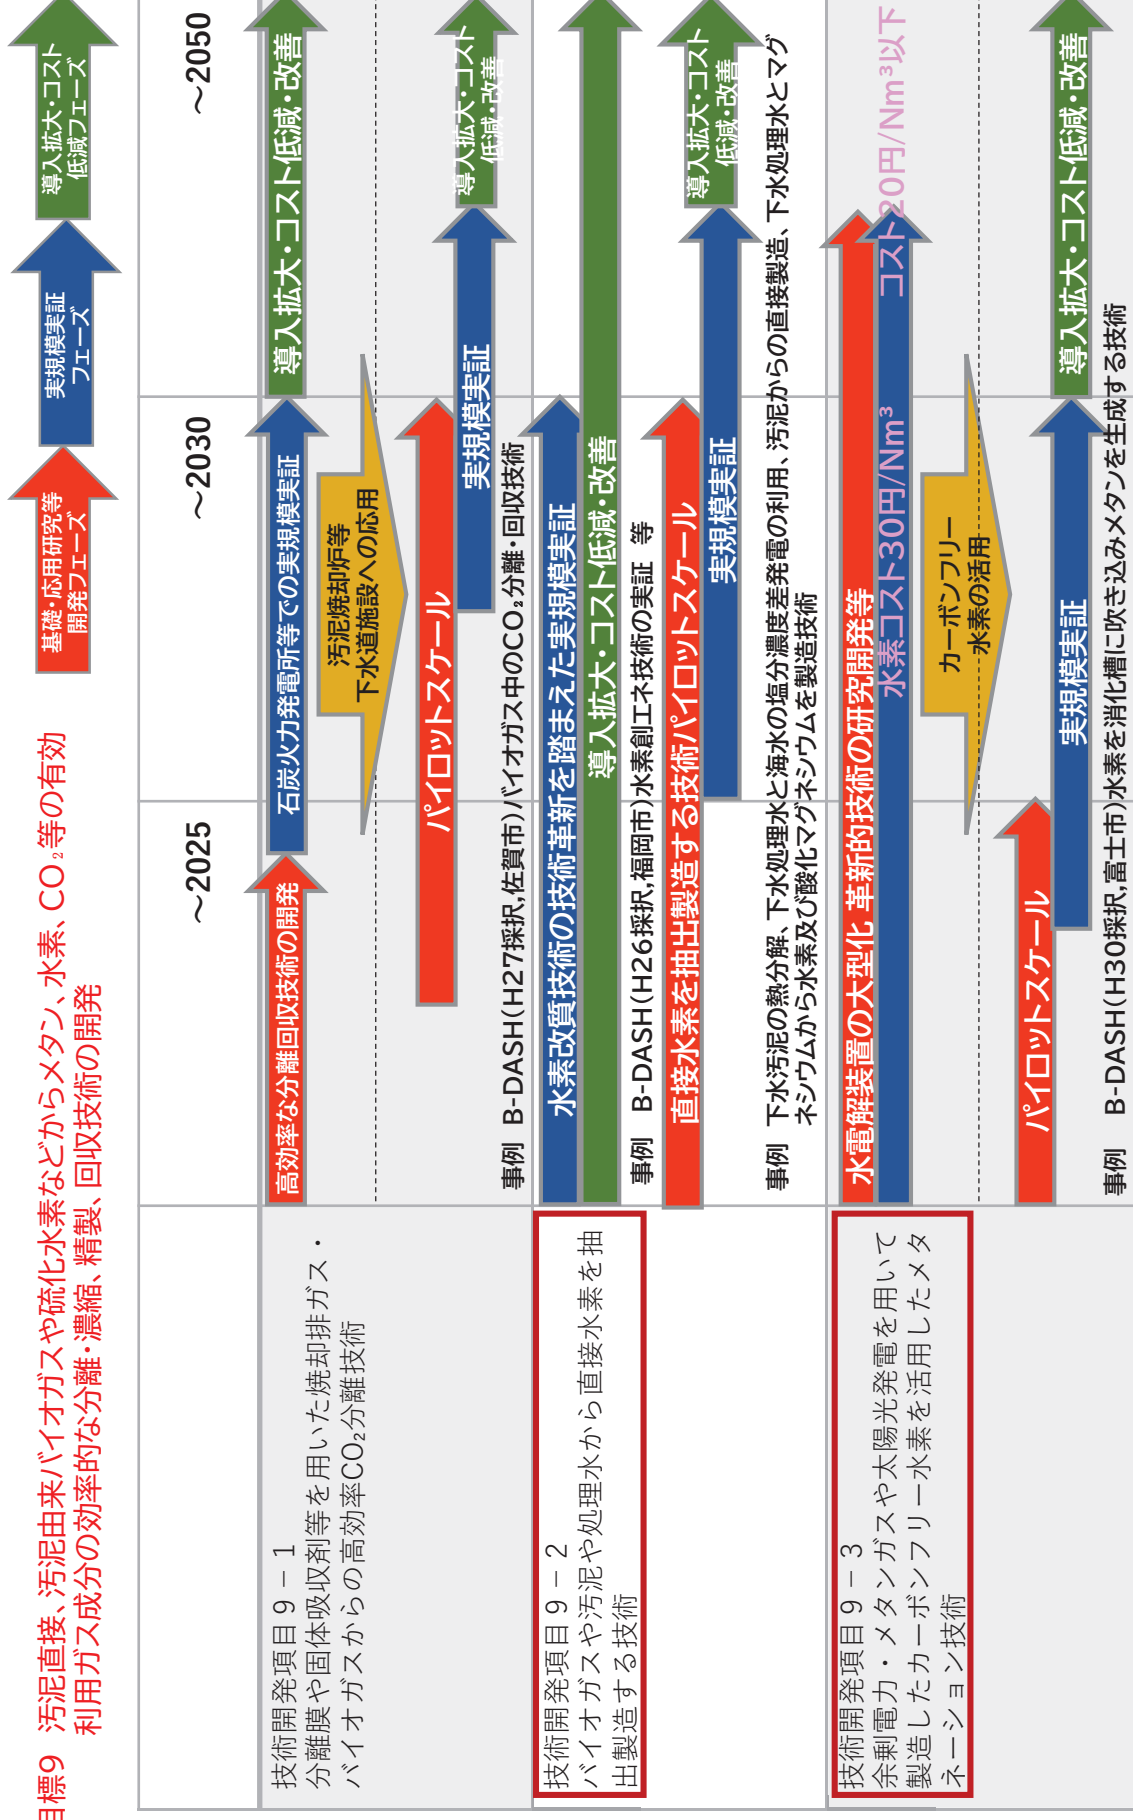 目標9 汚泥直接、汚泥由来バイオガスや硫化水素などからメタン、水素、CO₂等の有効
利用ガス成分の効率的な分離・濃縮、精製、回収技術の開発
基礎・応用研究等
開発フェーズ
実規模実証
フェーズ
導入拡大・コスト
低減フェーズ
～2025
～2030
～2050
技術開発項目９－１
分離膜や固体吸収剤等を用いた焼却排ガス・
バイオガスからの高効率CO₂分離技術
高効率な分離回収技術の開発
石炭火力発電所等での実規模実証
導入拡大・コスト低減・改善
汚泥焼却炉等
下水道施設への応用
パイロットスケール
実規模実証
導入拡大・コスト
低減・改善
事例 B-DASH(H27採択,佐賀市)バイオガス中のCO₂分離・回収技術
技術開発項目９－２
バイオガスや汚泥や処理水から直接水素を抽
出製造する技術
水素改質技術の技術革新を踏まえた実規模実証
導入拡大・コスト低減・改善
事例 B-DASH(H26採択,福岡市)水素創エネ技術の実証 等
直接水素を抽出製造する技術パイロットスケール
実規模実証
導入拡大・コスト
低減・改善
事例 下水汚泥の熱分解、下水処理水と海水の塩分濃度差発電の利用、汚泥からの直接製造、下水処理水とマグ
ネシウムから水素及び酸化マグネシウムを製造技術
技術開発項目９－３
余剰電力・メタンガスや太陽光発電を用いて
製造したカーボンフリー水素を活用したメタ
ネーション技術
水電解装置の大型化 革新的技術の研究開発等
水素コスト30円/Nm³
コスト20円/Nm³以下
カーボンフリー
水素の活用
パイロットスケール
実規模実証
導入拡大・コスト低減・改善
事例 B-DASH(H30採択,富士市)水素を消化槽に吹き込みメタンを生成する技術